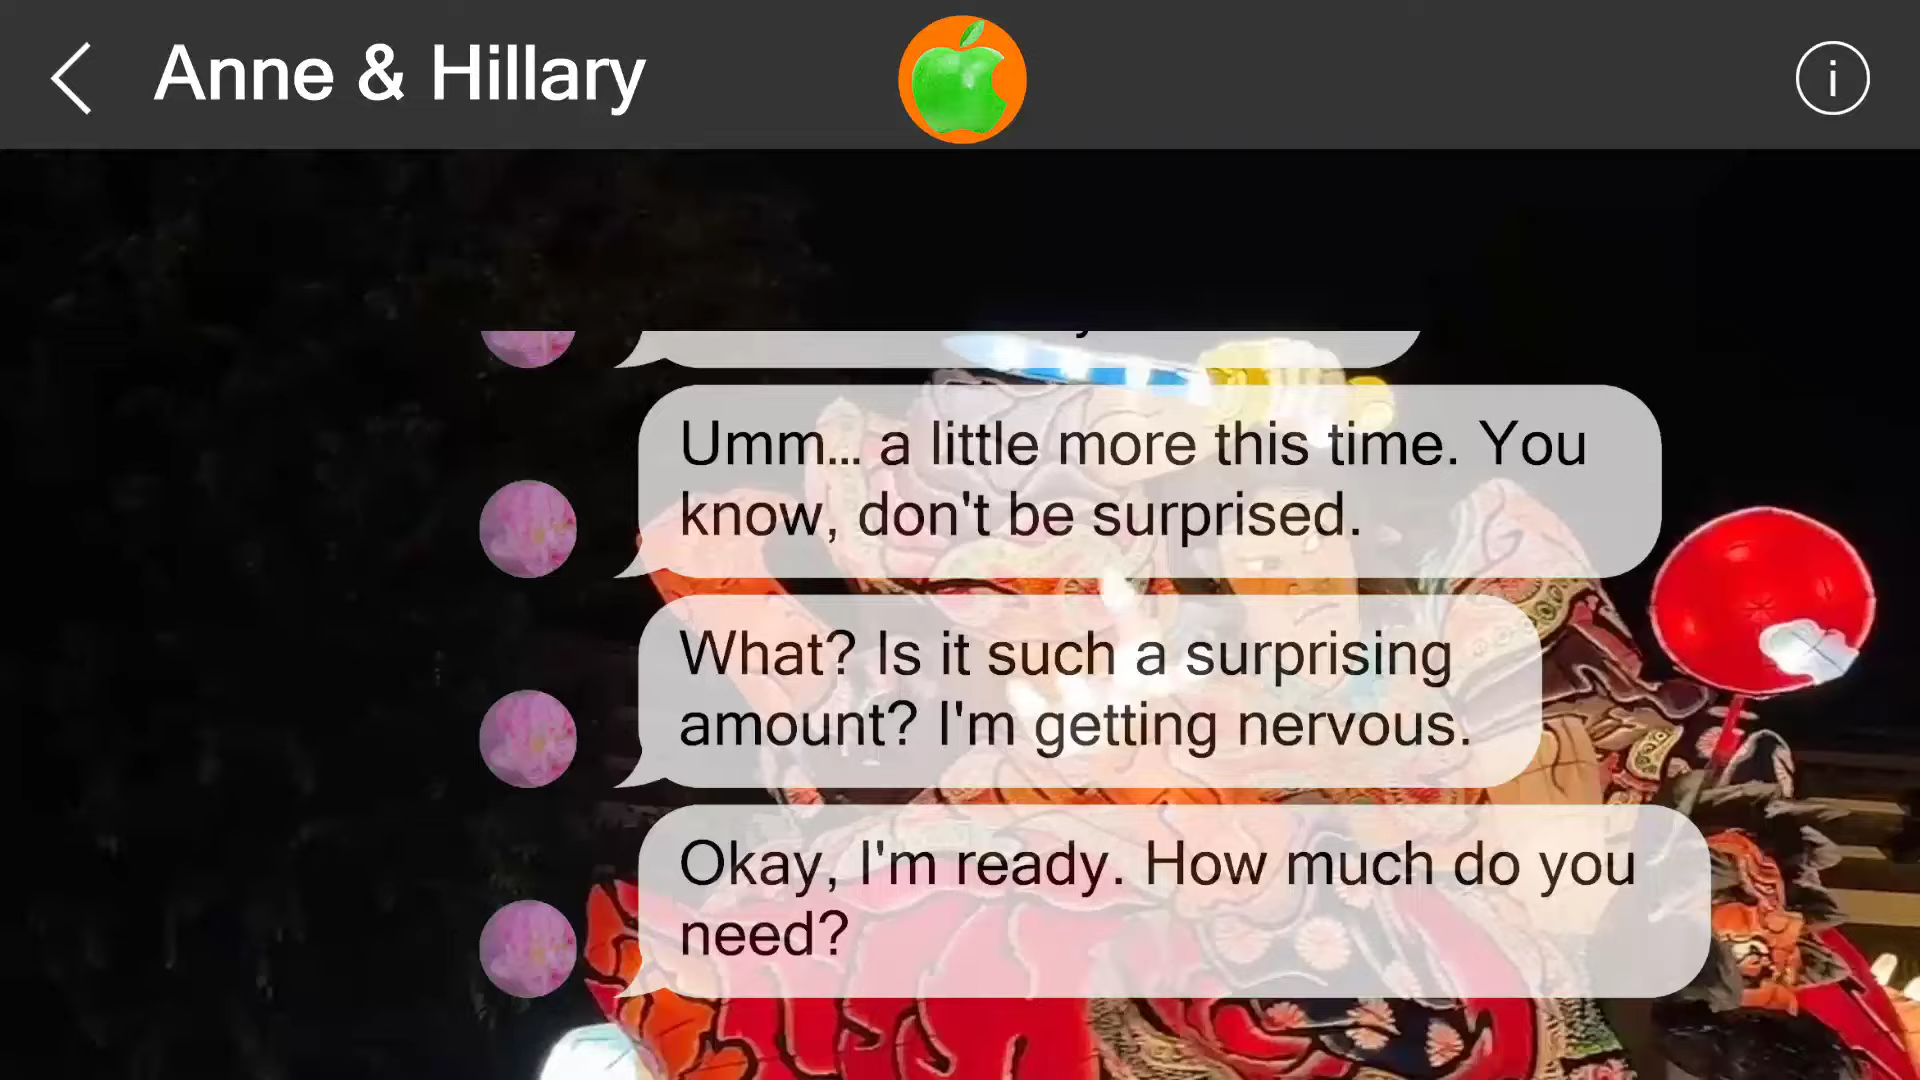 Anne & Hillary
i
Umm... a little more this time. You
know, don't be surprised.
What? Is it such a surprising
amount? I'm getting nervous.
Okay, I'm ready. How much do you
need?